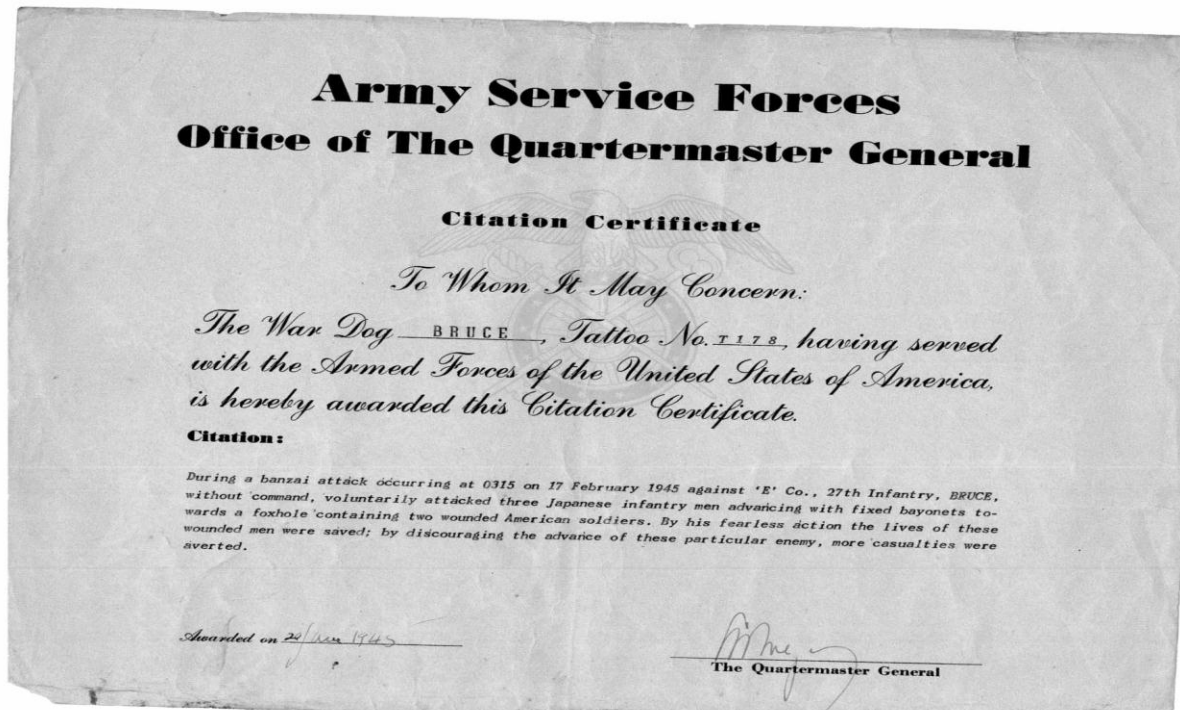 Army Service Forces
Office of The Quartermaster General
Citation Certificate
To Whom It May Concern:
The War Dog BRUCE, Tattoo No. T178, having served
with the Armed Forces of the United States of America,
is hereby awarded this Citation Certificate.
Citation:
During a banzai attack occurring at 0315 on 17 February 1945 against 'E' Co., 27th Infantry, BRUCE,
without command, voluntarily attacked three Japanese infantry men advancing with fixed bayonets to-
wards a foxhole containing two wounded American soldiers. By his fearless action the lives of these
wounded men were saved; by discouraging the advance of these particular enemy, more casualties were
averted.
Awarded on 1945
The Quartermaster General